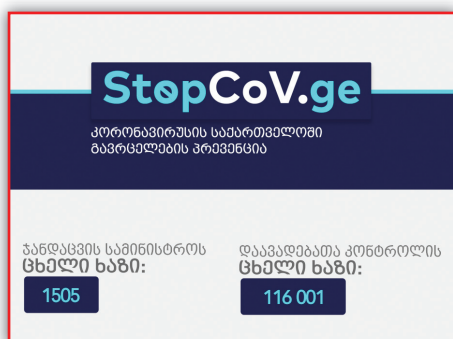 StopCoV.ge
კორონავირუსის საქართველოში
გავრცელების პრევენცია
ჯანდაცვის სამინისტროს
ცხელი ხაზი:
1505
დაავადებათა კონტროლის
ცხელი ხაზი:
116 001